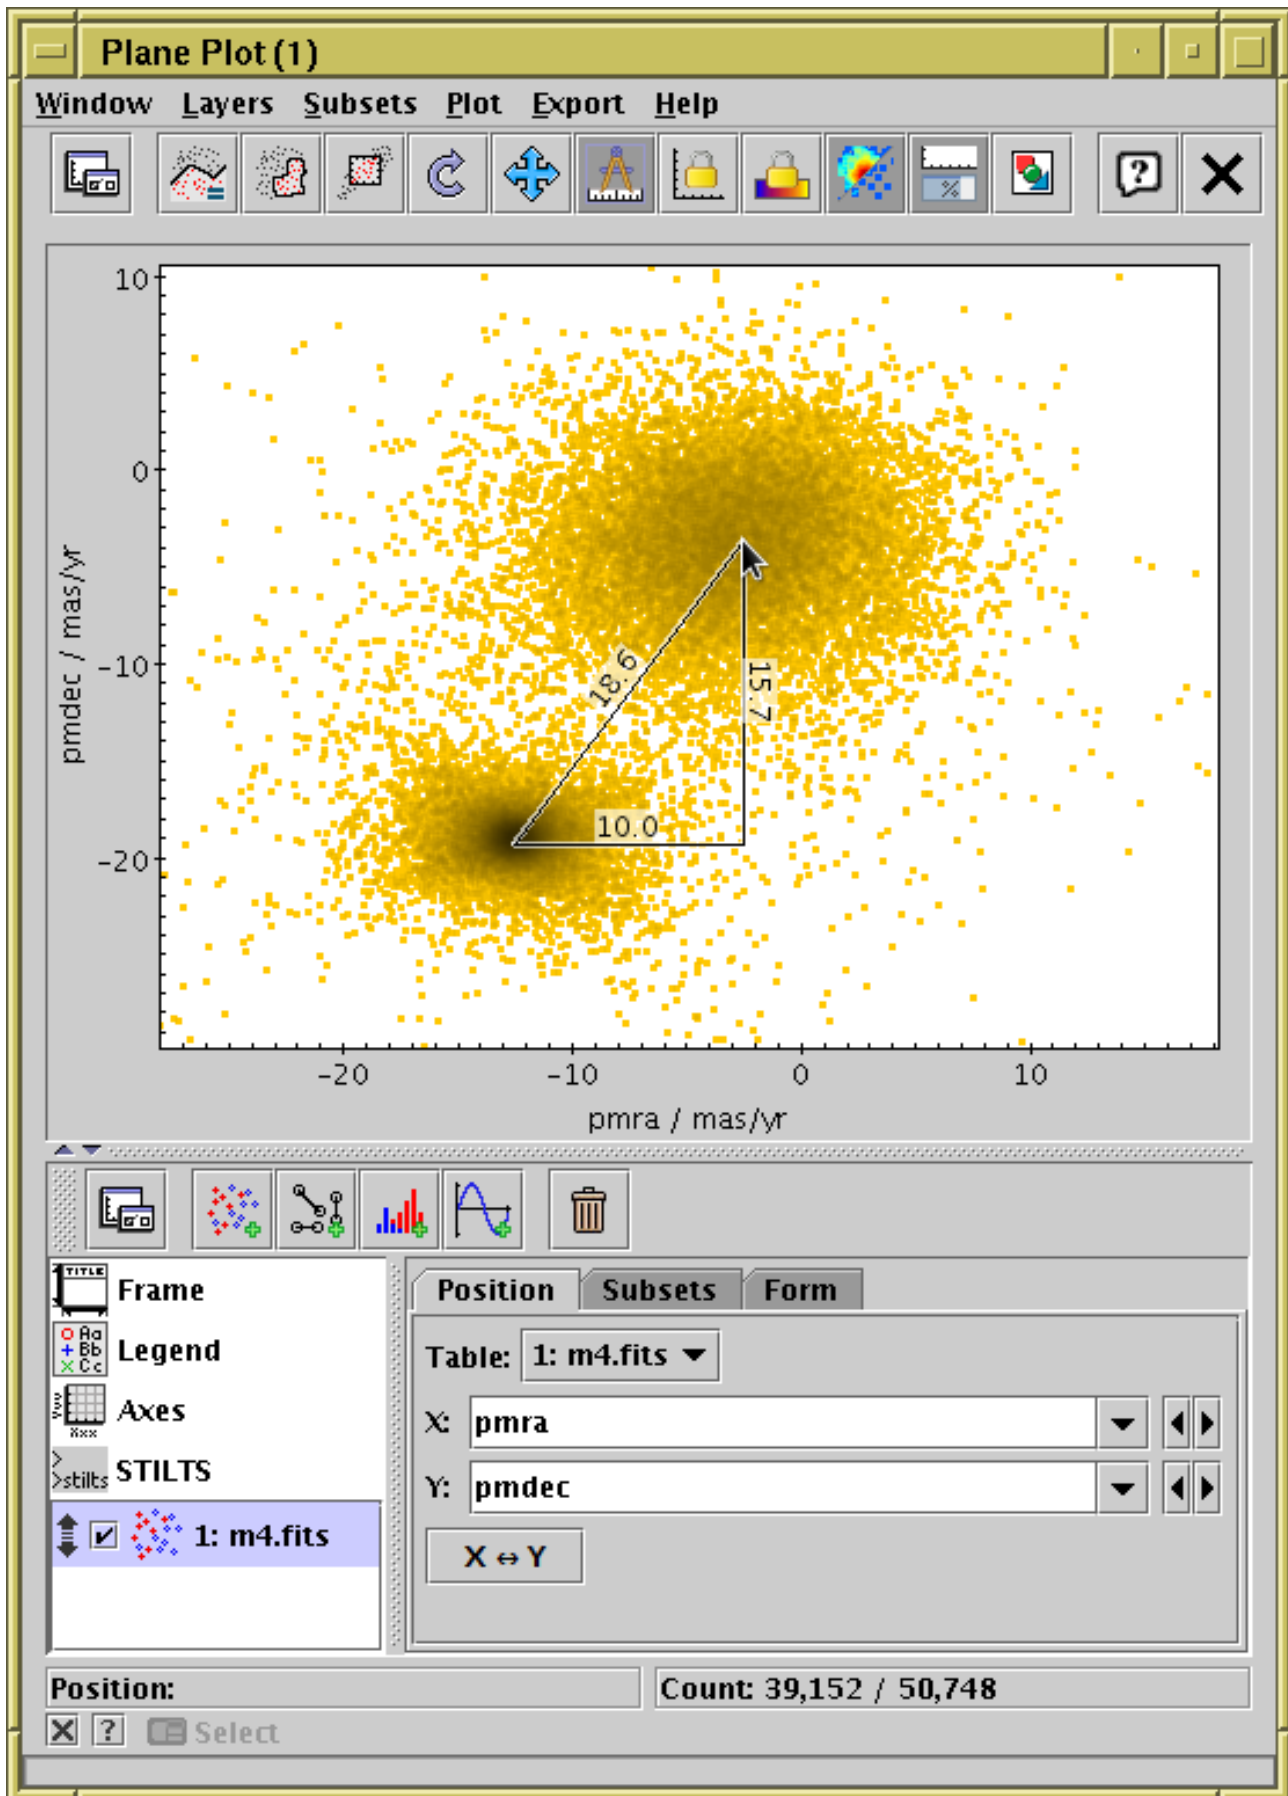 Plane Plot (1)
Window Layers Subsets Plot Export Help
%
?
10
0
-10
-20
pmdec / mas/yr
18.6
15.7
10.0
-20 -10 0 10
pmra / mas/yr
TITLE
Frame
Aa
Bb
Cc
Legend
Xxx
Axes
>
>stilts
STILTS
1: m4.fits
Position Subsets Form
Table: 1: m4.fits
X: pmra
Y: pmdec
X ⇔ Y
Position:
Count: 39,152 / 50,748
? Select